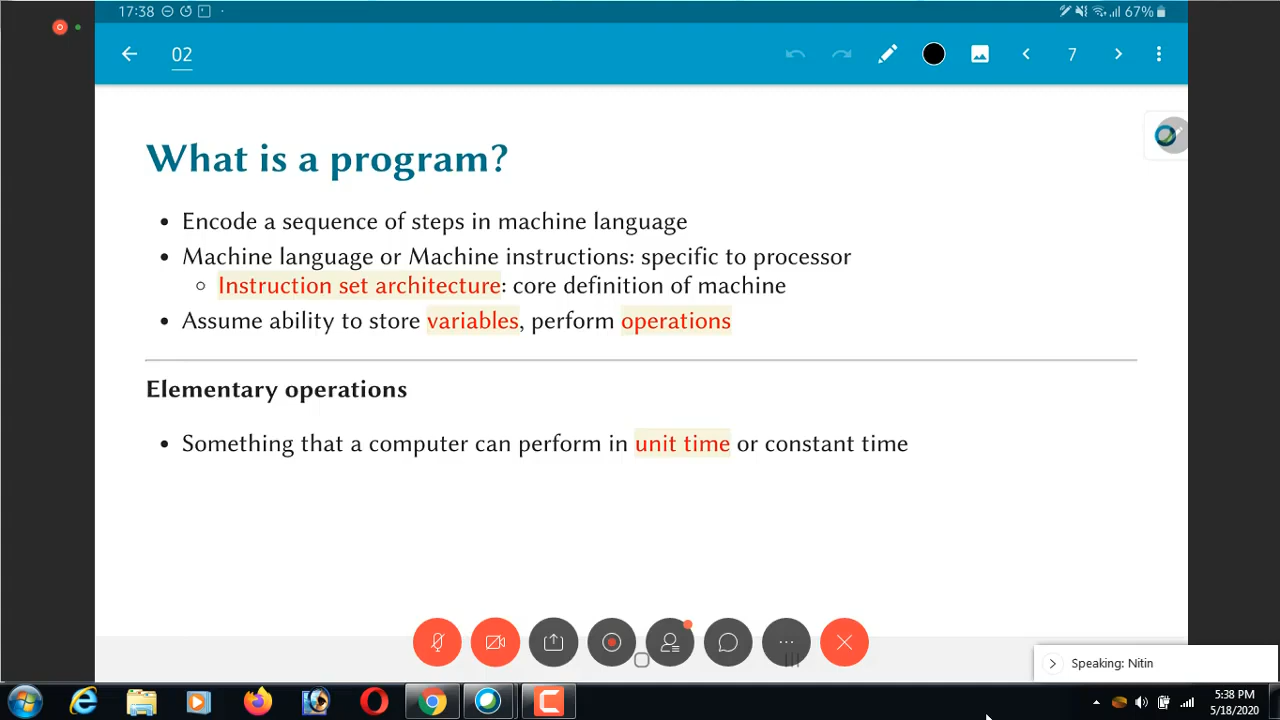 17:38
67%
02
7
What is a program?
• Encode a sequence of steps in machine language
• Machine language or Machine instructions: specific to processor
○ Instruction set architecture: core definition of machine
• Assume ability to store variables, perform operations
Elementary operations
• Something that a computer can perform in unit time or constant time
Speaking: Nitin
5:38 PM
5/18/2020